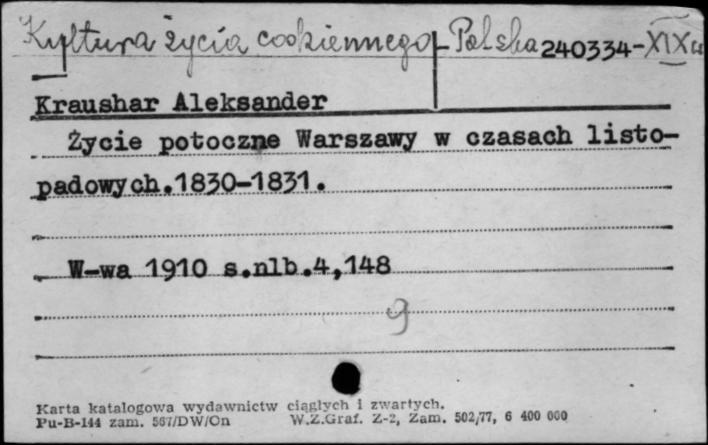 Kultura życia codziennego - Polska 240334 - XIX w
Kraushar Aleksander
Życie potoczne Warszawy w czasach listo-
padowych.1830-1831.
W-wa 1910 s.nlb.4,148
9
Karta katalogowa wydawnictw ciągłych i zwartych.
Pu-B-144 zam. 567/DW/On W.Z.Graf. Z-2, Zam. 502/77, 6 400 000